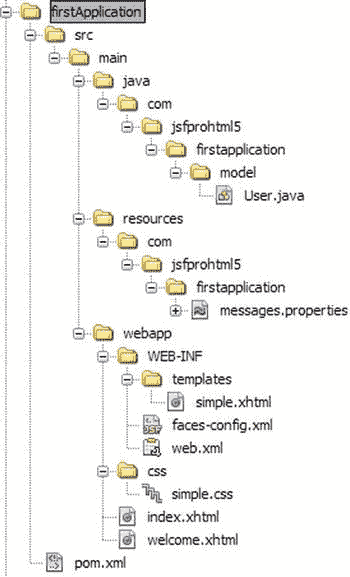 firstApplication
src
main
java
com
jsfprohtml5
firstapplication
model
User.java
resources
com
jsfprohtml5
firstapplication
messages.properties
webapp
WEB-INF
templates
simple.xhtml
faces-config.xml
web.xml
css
simple.css
index.xhtml
welcome.xhtml
pom.xml